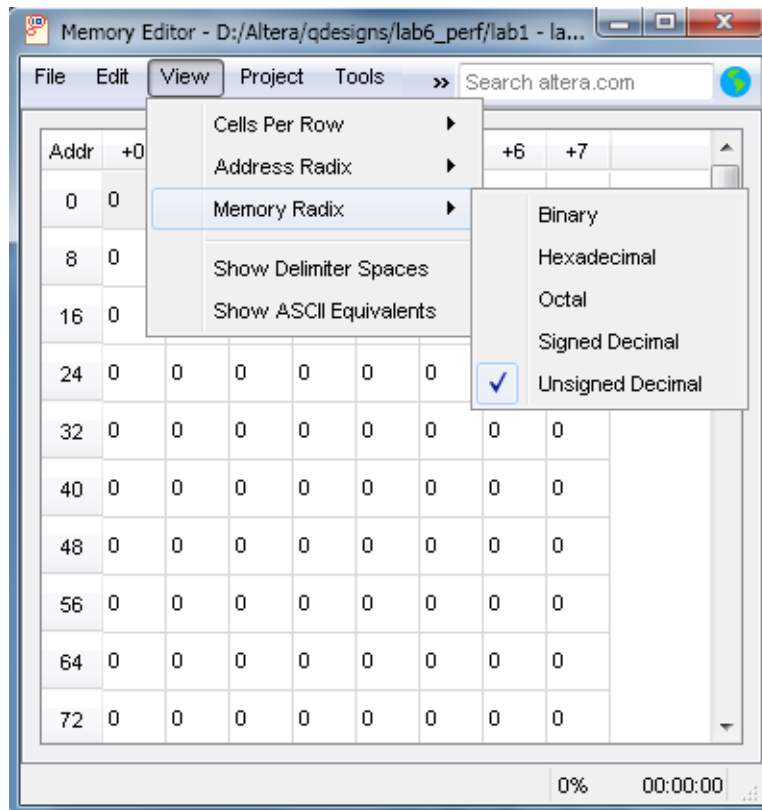 Memory Editor - D:/Altera/qdesigns/lab6_perf/lab1 - la...
File Edit View Project Tools » Search altera.com
Addr +0 +6 +7
Cells Per Row
Address Radix
Memory Radix
Show Delimiter Spaces
Show ASCII Equivalents
Binary
Hexadecimal
Octal
Signed Decimal
Unsigned Decimal
0 0
8 0
16 0
24 0 0 0 0 0 0
32 0 0 0 0 0 0 0 0
40 0 0 0 0 0 0 0 0
48 0 0 0 0 0 0 0 0
56 0 0 0 0 0 0 0 0
64 0 0 0 0 0 0 0 0
72 0 0 0 0 0 0 0 0
0% 00:00:00